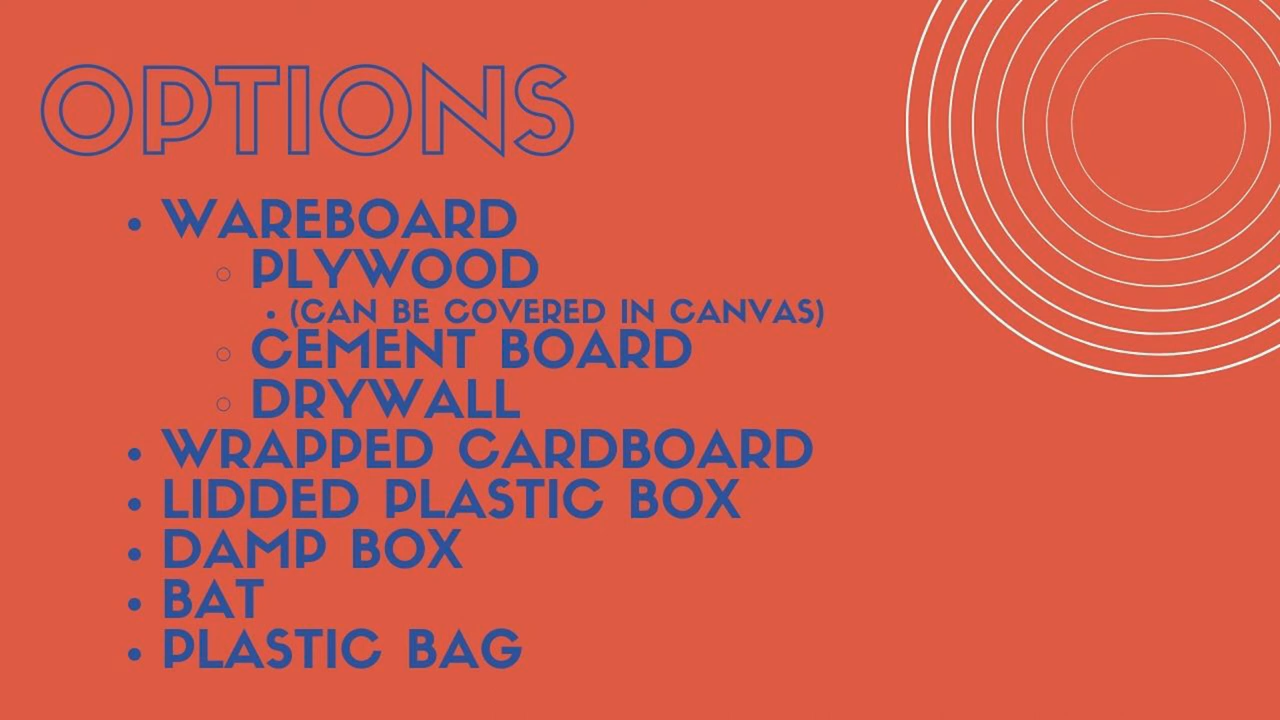 OPTIONS
• WAREBOARD
○ PLYWOOD
• (CAN BE COVERED IN CANVAS)
○ CEMENT BOARD
○ DRYWALL
• WRAPPED CARDBOARD
• LIDDED PLASTIC BOX
• DAMP BOX
• BAT
• PLASTIC BAG